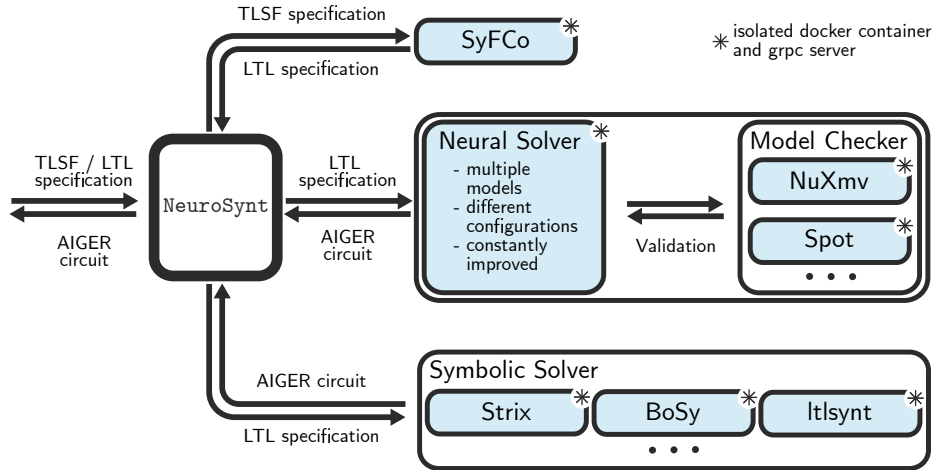 TLSF specification
SyFCo
LTL specification
✳ isolated docker container
and grpc server
TLSF / LTL
specification
AIGER
circuit
NeuroSynt
LTL
specification
AIGER
circuit
Neural Solver
- multiple
models
- different
configurations
- constantly
improved
Validation
Model Checker
NuXmv
Spot
• • •
AIGER circuit
LTL specification
Symbolic Solver
Strix
BoSy
ltlsynt
• • •